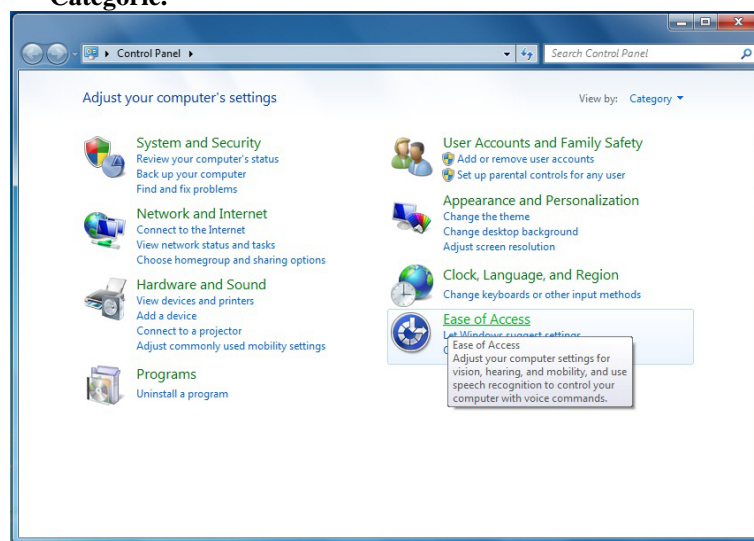 Categorie.
Control Panel
Search Control Panel
Adjust your computer's settings
View by: Category
System and Security
Review your computer's status
Back up your computer
Find and fix problems
Network and Internet
Connect to the Internet
View network status and tasks
Choose homegroup and sharing options
Hardware and Sound
View devices and printers
Add a device
Connect to a projector
Adjust commonly used mobility settings
Programs
Uninstall a program
User Accounts and Family Safety
Add or remove user accounts
Set up parental controls for any user
Appearance and Personalization
Change the theme
Change desktop background
Adjust screen resolution
Clock, Language, and Region
Change keyboards or other input methods
Ease of Access
Let Windows suggest settings
Ease of Access
Adjust your computer settings for
vision, hearing, and mobility, and use
speech recognition to control your
computer with voice commands.